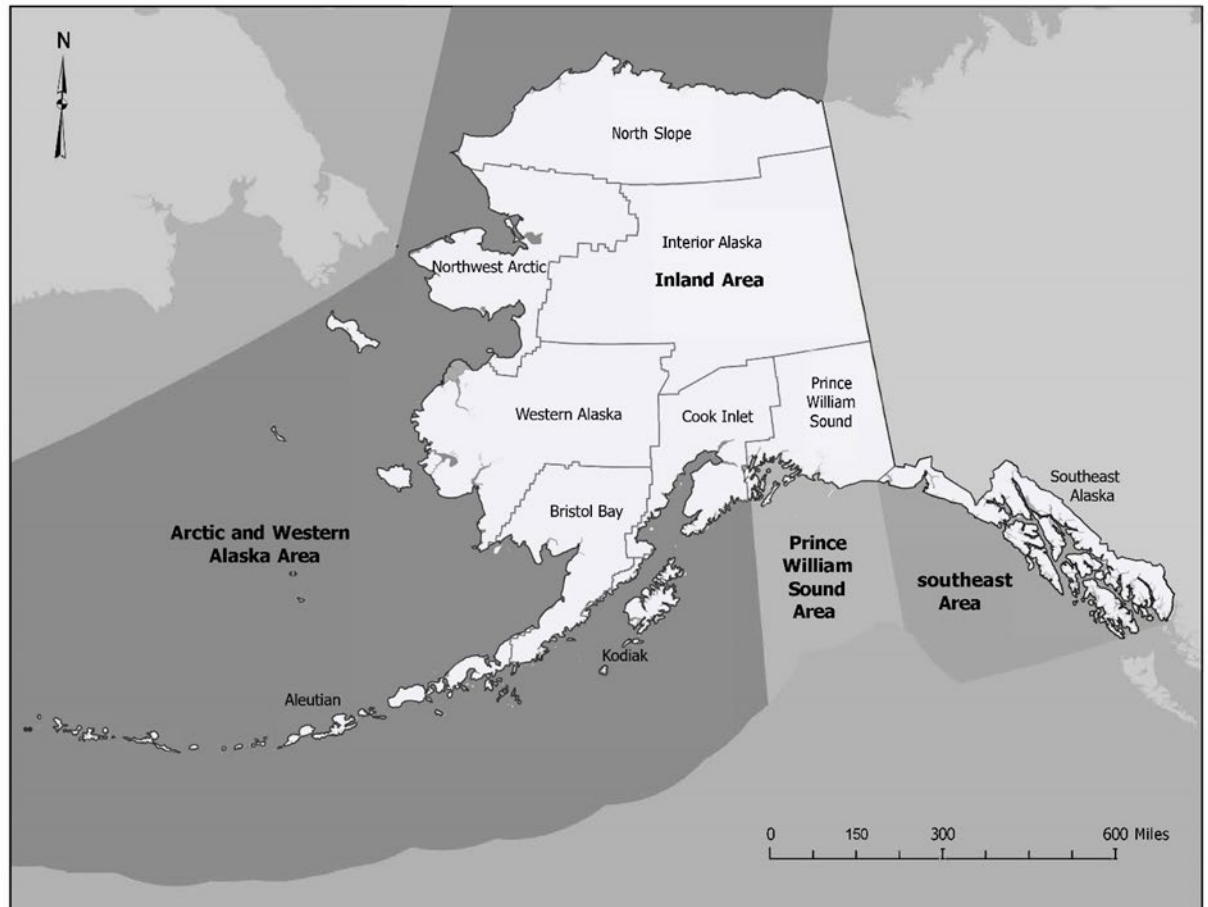 N
North Slope
Interior Alaska
Inland Area
Northwest Arctic
Prince
William
Sound
Western Alaska
Cook Inlet
Southeast
Alaska
Bristol Bay
Arctic and Western
Alaska Area
Prince
William
Sound
Area
southeast
Area
Kodiak
Aleutian
0 150 300 600 Miles